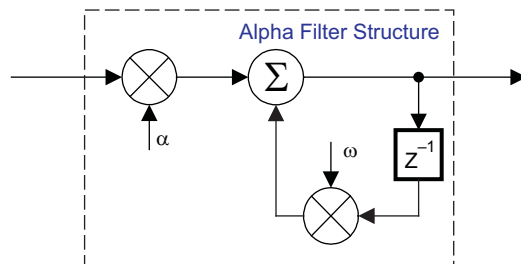 Alpha Filter Structure
Σ
α
ω
z⁻¹